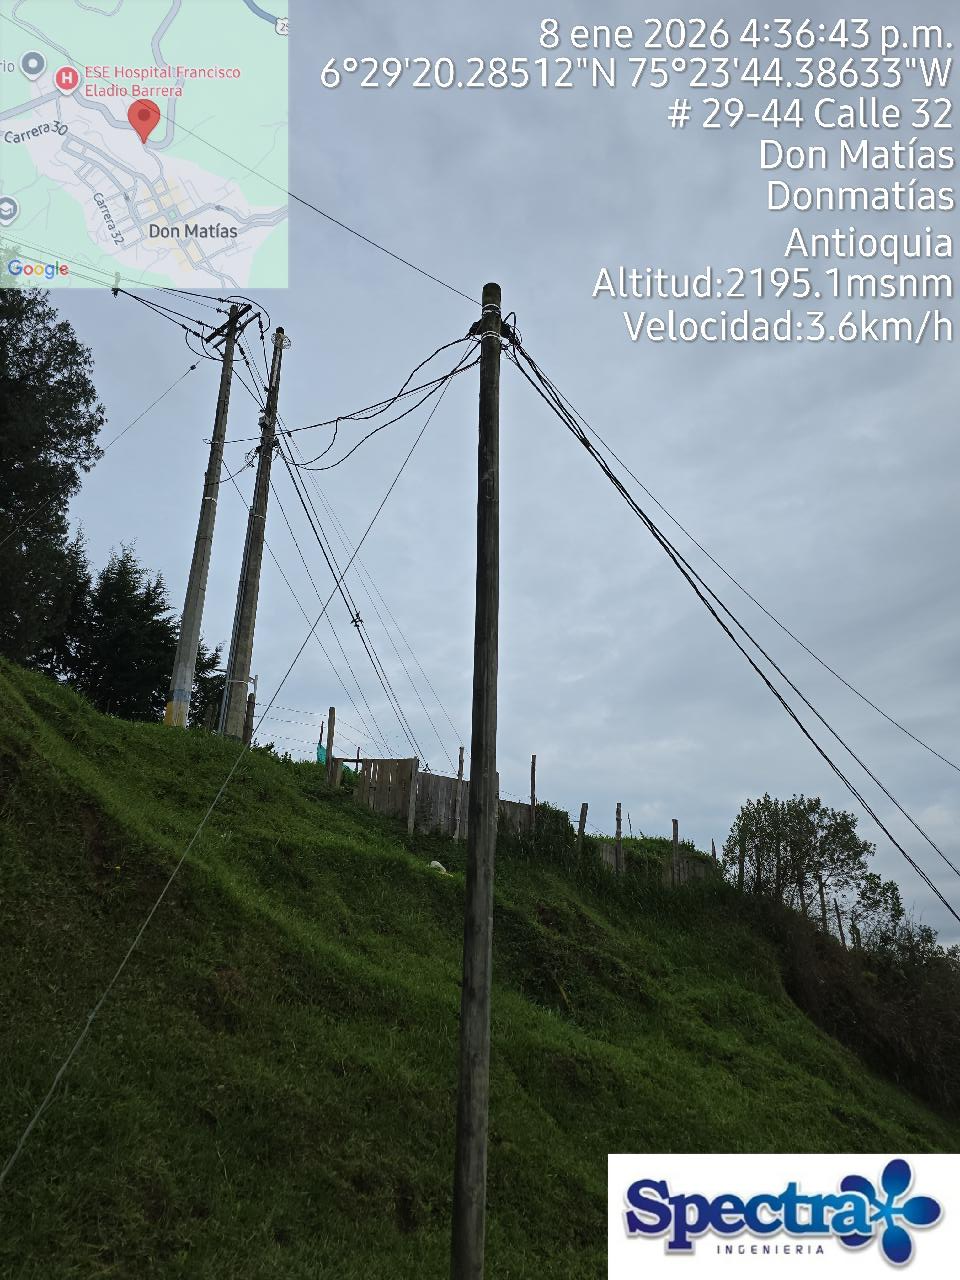 8 ene 2026 4:36:43 p.m.
6°29'20.28512"N 75°23'44.38633"W
# 29-44 Calle 32
Don Matías
Donmatías
Antioquia
Altitud:2195.1msnm
Velocidad:3.6km/h
25
rio
H
ESE Hospital Francisco
Eladio Barrera
Carrera 30
Carrera 32
Don Matías
Google
Spectra
INGENIERIA